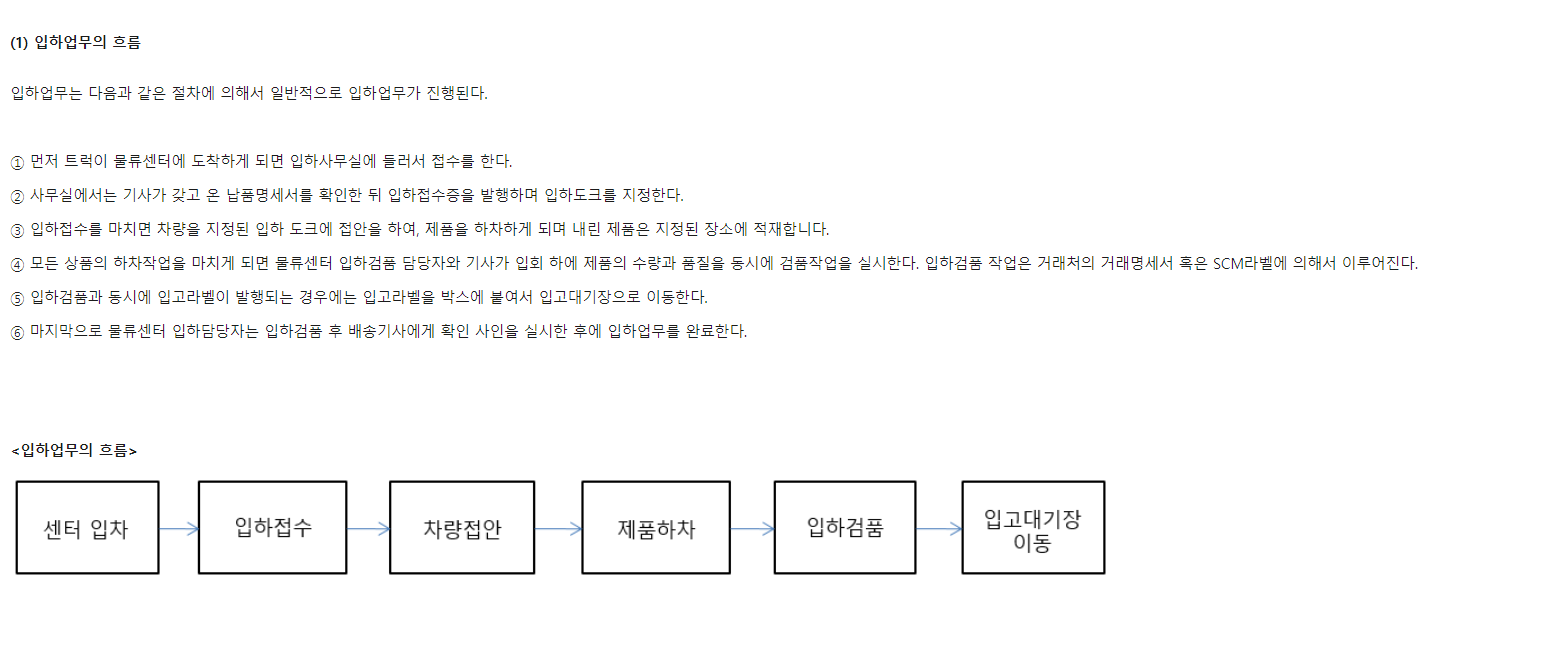 (1) 입하업무의 흐름
입하업무는 다음과 같은 절차에 의해서 일반적으로 입하업무가 진행된다.
① 먼저 트럭이 물류센터에 도착하게 되면 입하사무실에 들러서 접수를 한다.
② 사무실에서는 기사가 갖고 온 납품명세서를 확인한 뒤 입하접수증을 발행하며 입하도크를 지정한다.
③ 입하접수를 마치면 차량을 지정된 입하 도크에 접안을 하여, 제품을 하차하게 되며 내린 제품은 지정된 장소에 적재합니다.
④ 모든 상품의 하차작업을 마치게 되면 물류센터 입하검품 담당자와 기사가 입회 하에 제품의 수량과 품질을 동시에 검품작업을 실시한다. 입하검품 작업은 거래처의 거래명세서 혹은 SCM라벨에 의해서 이루어진다.
⑤ 입하검품과 동시에 입고라벨이 발행되는 경우에는 입고라벨을 박스에 붙여서 입고대기장으로 이동한다.
⑥ 마지막으로 물류센터 입하담당자는 입하검품 후 배송기사에게 확인 사인을 실시한 후에 입하업무를 완료한다.
<입하업무의 흐름>
센터 입차
입하접수
차량접안
제품하차
입하검품
입고대기장
이동